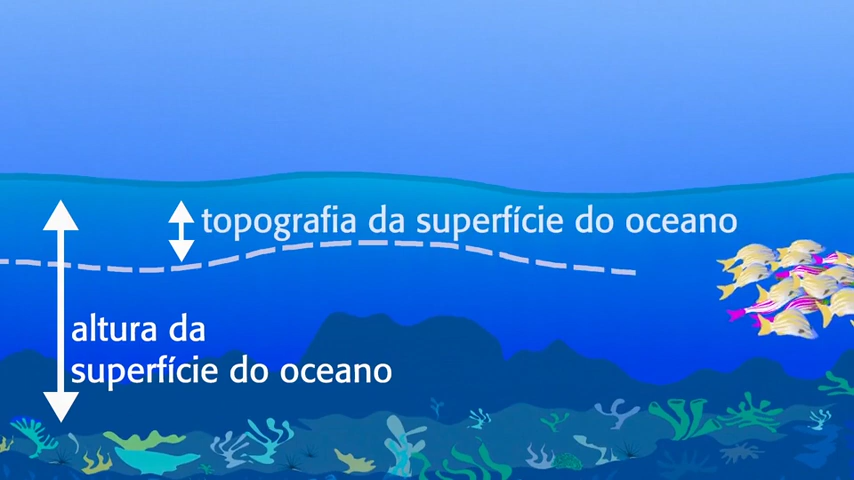 topografia da superfície do oceano
altura da
superfície do oceano